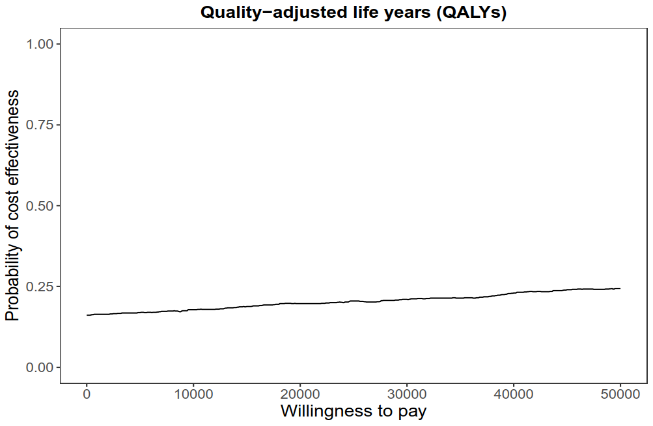 Quality−adjusted life years (QALYs)
1.00
0.75
0.50
0.25
0.00
Probability of cost effectiveness
0 10000 20000 30000 40000 50000
Willingness to pay